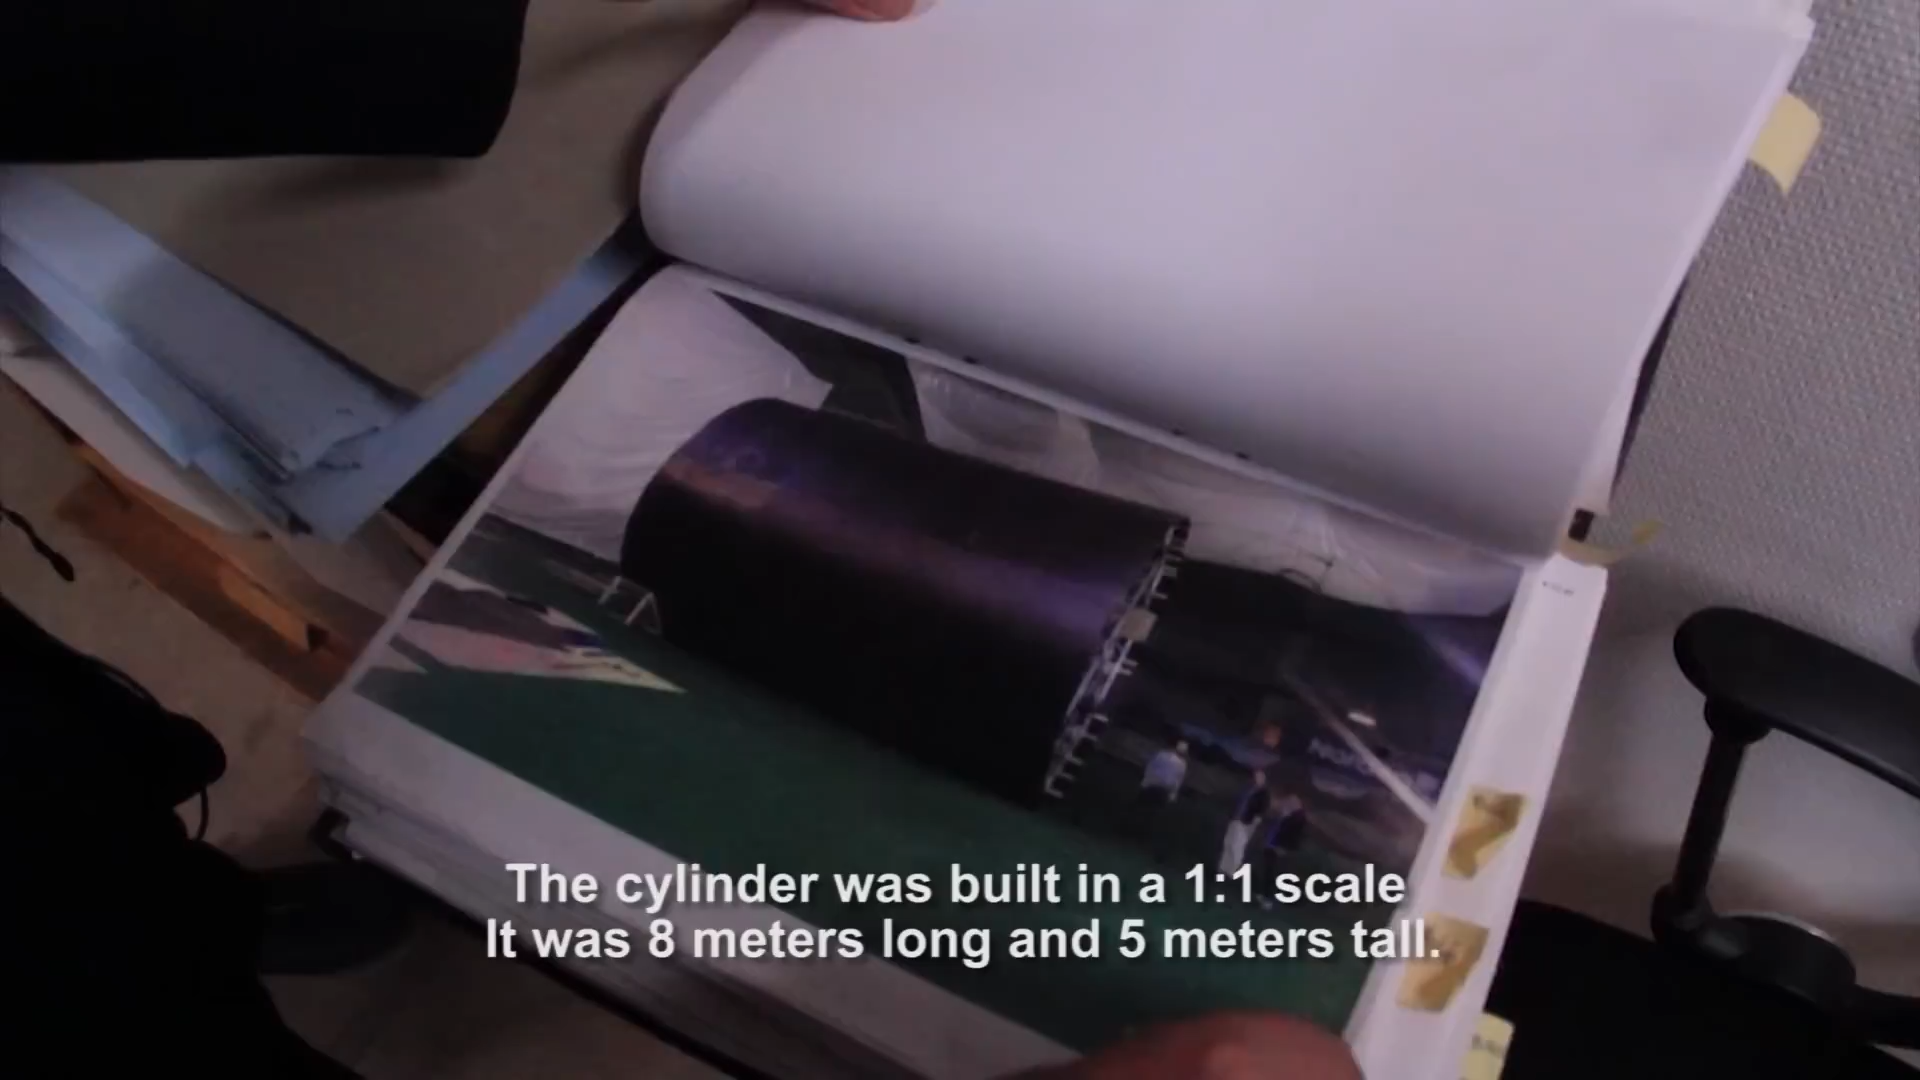 The cylinder was built in a 1:1 scale
It was 8 meters long and 5 meters tall.